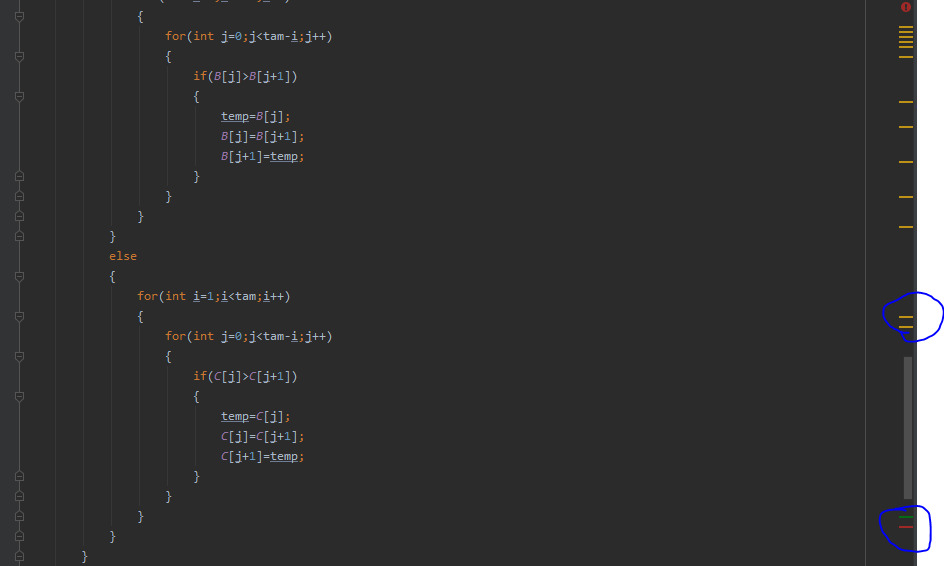 {
for(int j=0;j<tam-i;j++)
{
if(B[j]>B[j+1])
{
temp=B[j];
B[j]=B[j+1];
B[j+1]=temp;
}
}
}
}
else
{
for(int i=1;i<tam;i++)
{
for(int j=0;j<tam-i;j++)
{
if(C[j]>C[j+1])
{
temp=C[j];
C[j]=C[j+1];
C[j+1]=temp;
}
}
}
}
}